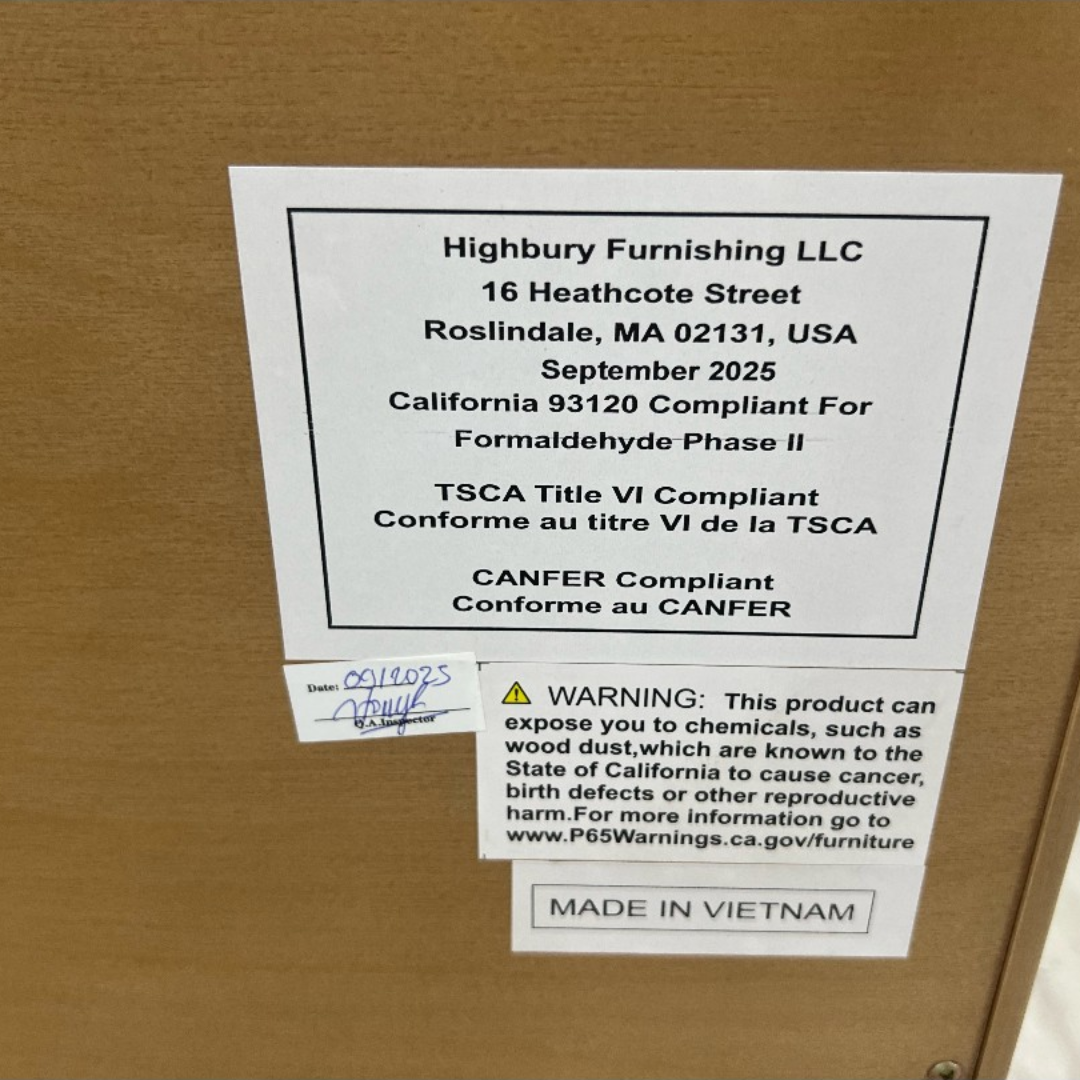 Highbury Furnishing LLC
16 Heathcote Street
Roslindale, MA 02131, USA
September 2025
California 93120 Compliant For
Formaldehyde Phase II
TSCA Title VI Compliant
Conforme au titre VI de la TSCA
CANFER Compliant
Conforme au CANFER
Date: 09/2025
Q.A.Inspector
WARNING: This product can
expose you to chemicals, such as
wood dust,which are known to the
State of California to cause cancer,
birth defects or other reproductive
harm.For more information go to
www.P65Warnings.ca.gov/furniture
MADE IN VIETNAM